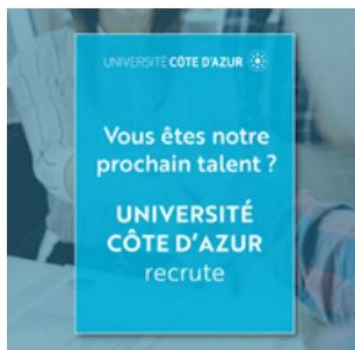 UNIVERSITÉ CÔTE D'AZUR
Vous êtes notre
prochain talent ?
UNIVERSITÉ
CÔTE D'AZUR
recrute